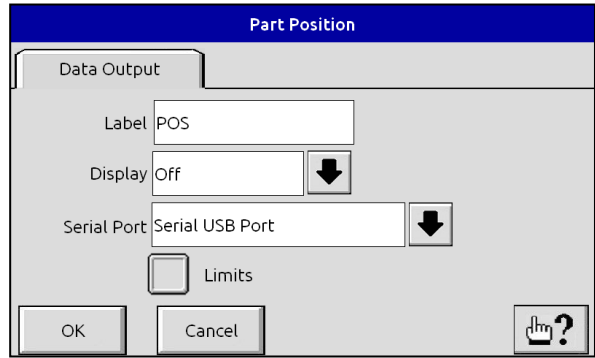 Part Position
Data Output
Label POS
Display Off
Serial Port Serial USB Port
Limits
OK Cancel ?